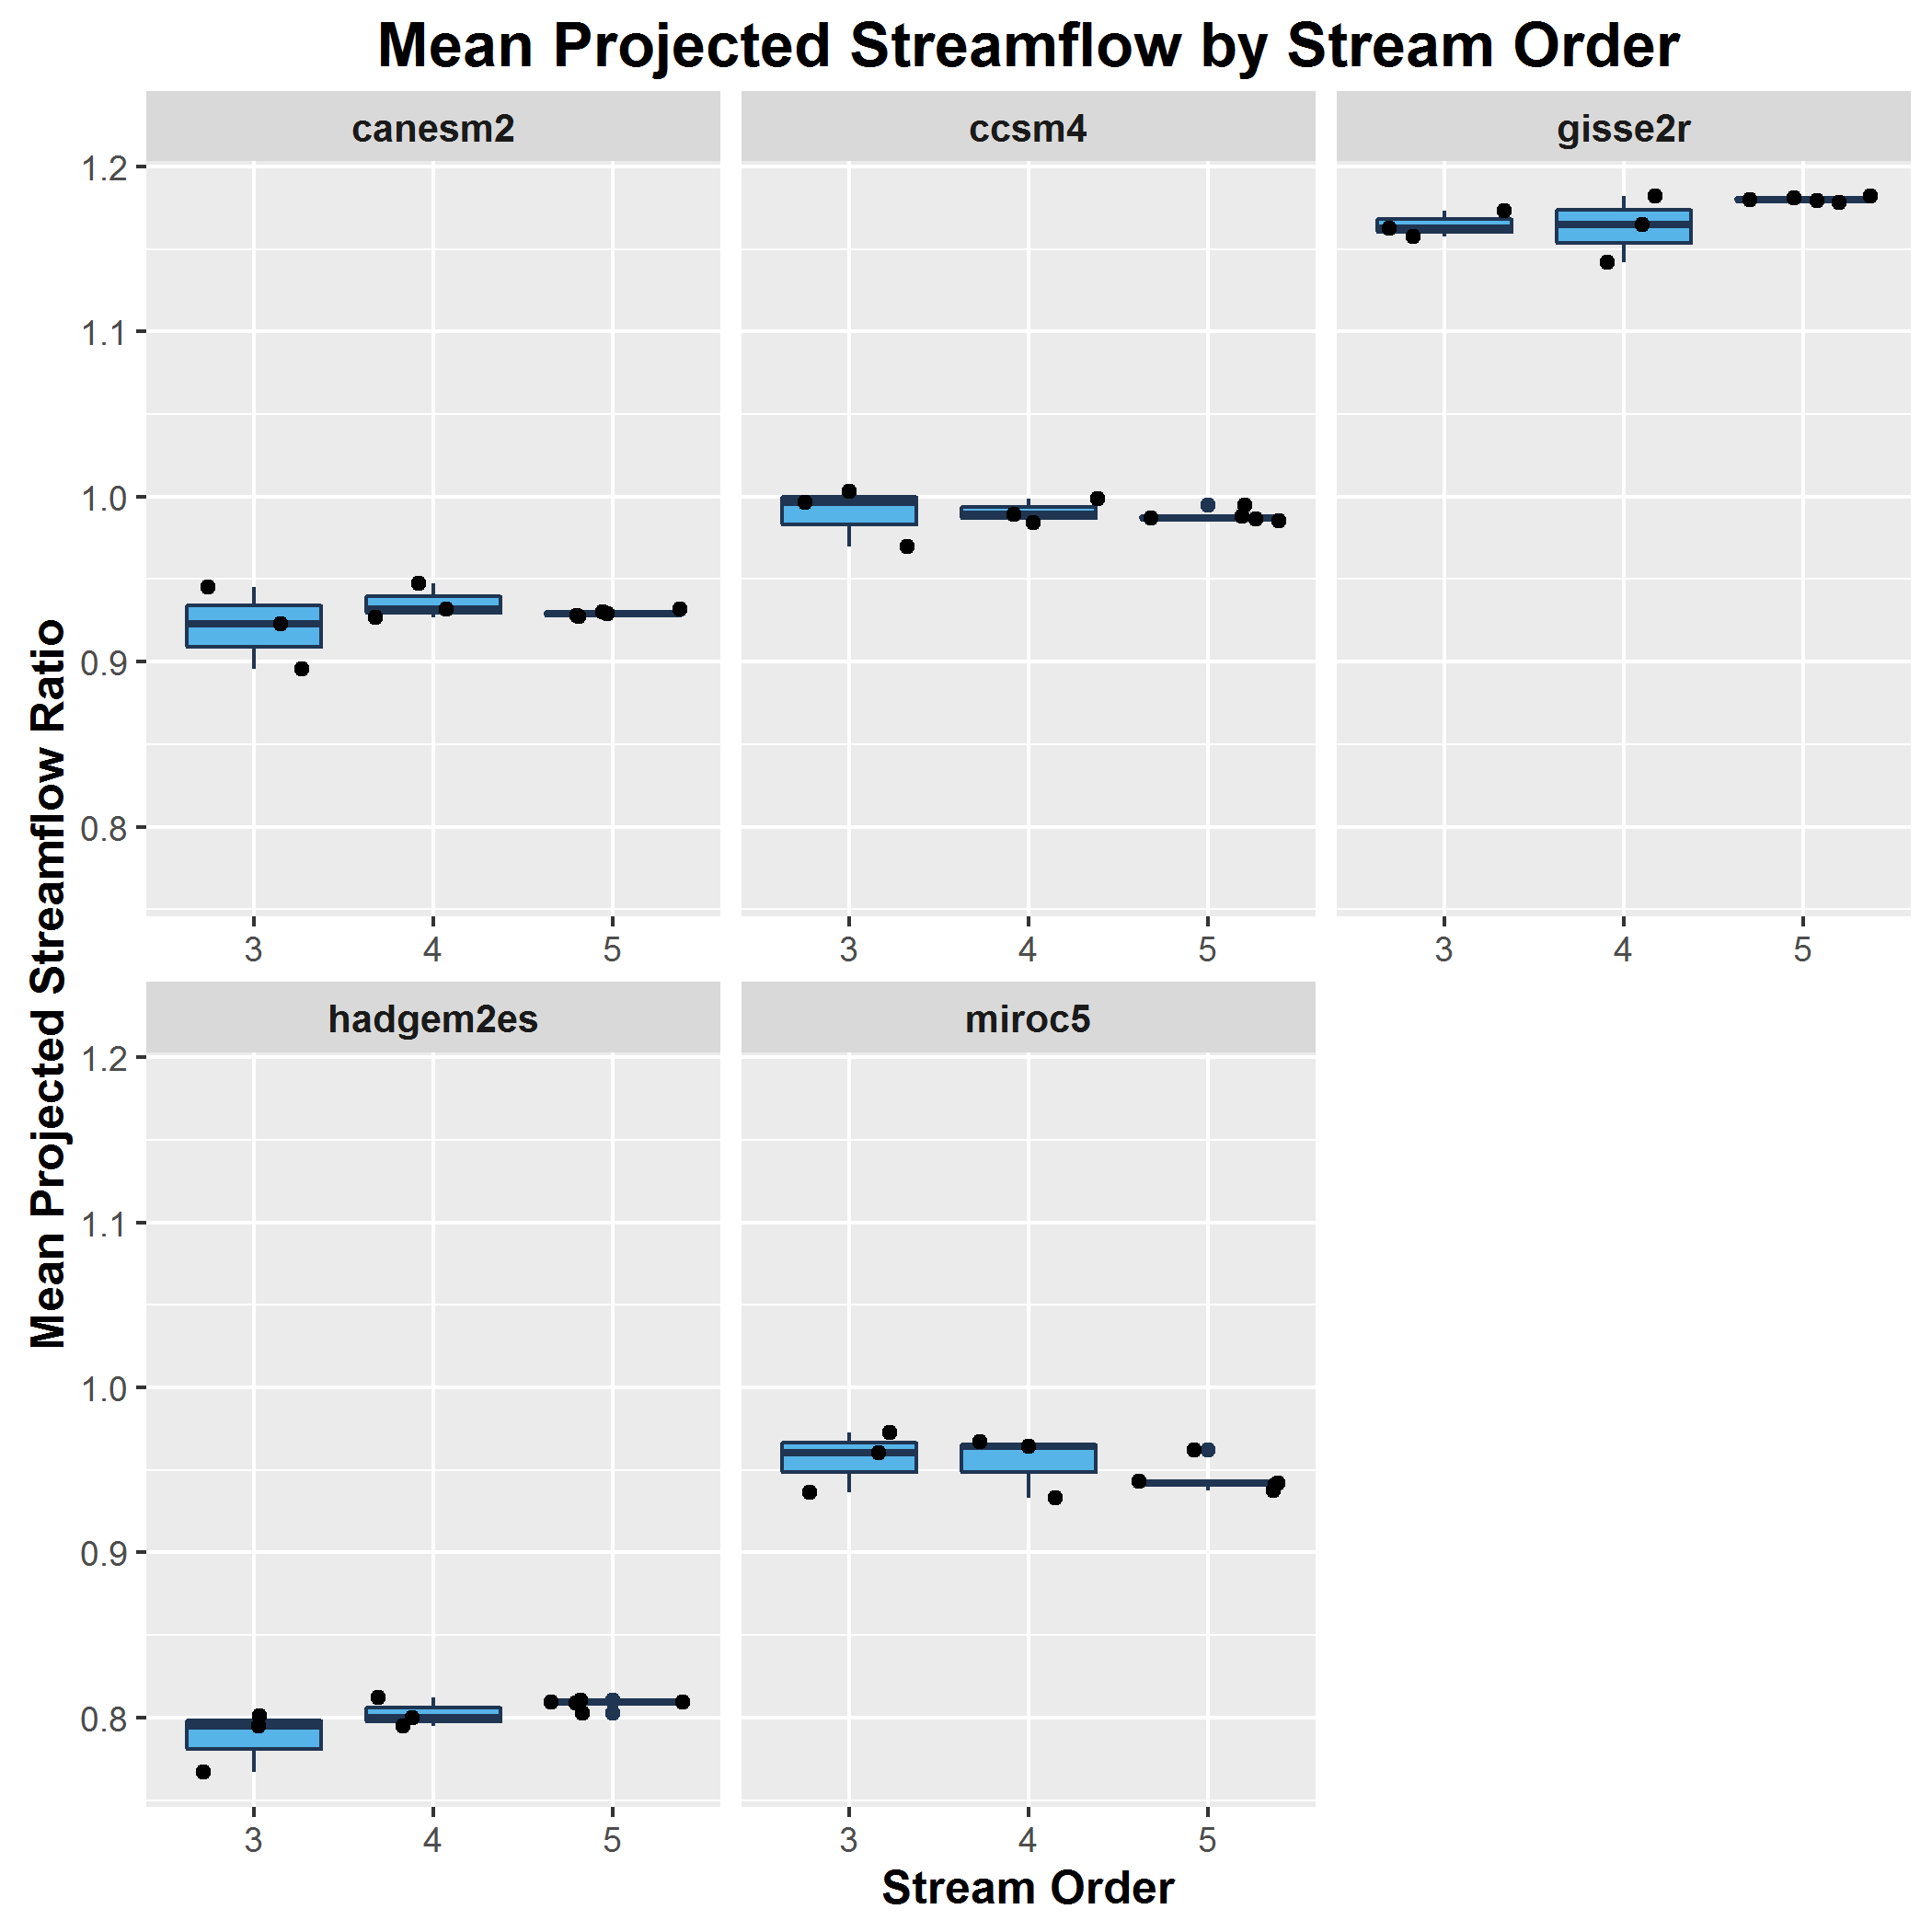 Mean Projected Streamflow by Stream Order
canesm2
ccsm4
gisse2r
1.2
1.1
1.0
0.9
0.8
3 4 5
3 4 5
3 4 5
Mean Projected Streamflow Ratio
hadgem2es
miroc5
1.2
1.1
1.0
0.9
0.8
3 4 5
3 4 5
Stream Order